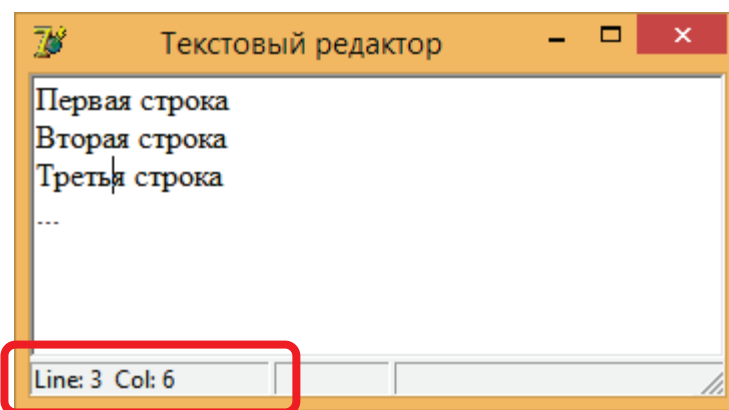 Текстовый редактор
Первая строка
Вторая строка
Третья строка
...
Line: 3 Col: 6